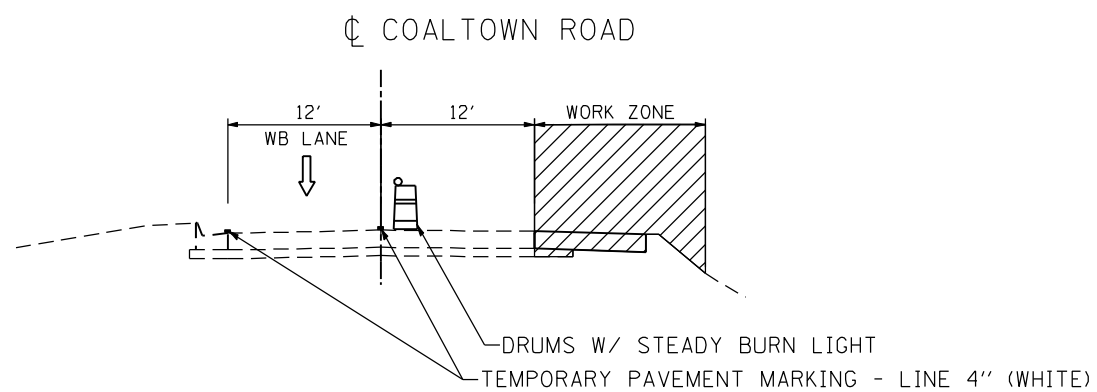 ℄ COALTOWN ROAD
12' 12' WORK ZONE
WB LANE
DRUMS W/ STEADY BURN LIGHT
TEMPORARY PAVEMENT MARKING - LINE 4" (WHITE)